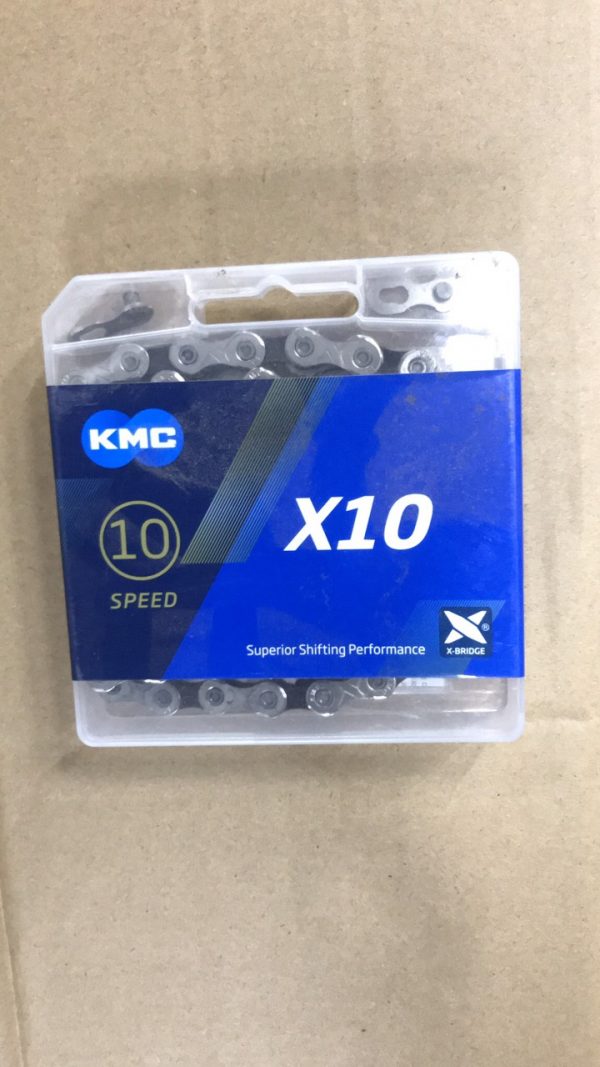 KMC
X10
10
SPEED
Superior Shifting Performance
X-BRIDGE
®